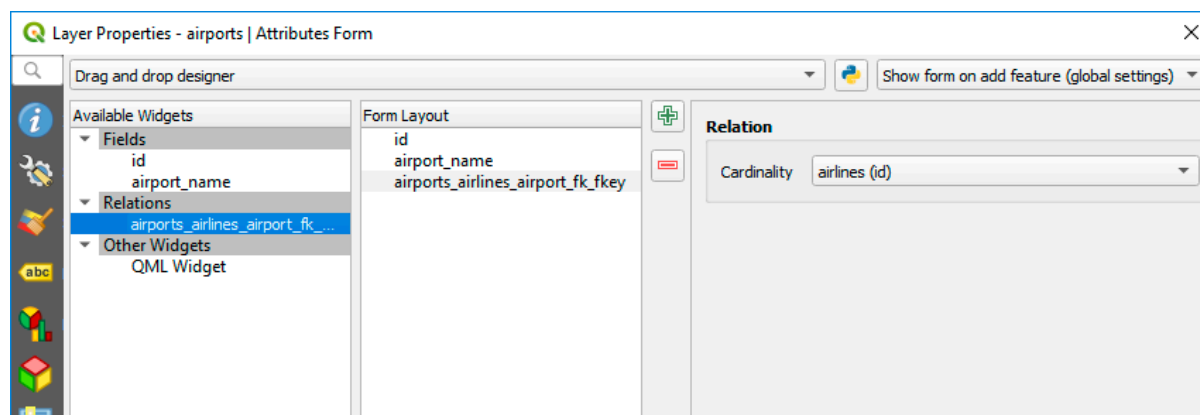 Layer Properties - airports | Attributes Form
Drag and drop designer
Show form on add feature (global settings)
Available Widgets
Fields
id
airport_name
Relations
airports_airlines_airport_fk_...
Other Widgets
QML Widget
Form Layout
id
airport_name
airports_airlines_airport_fk_fkey
Relation
Cardinality airlines (id)
abc